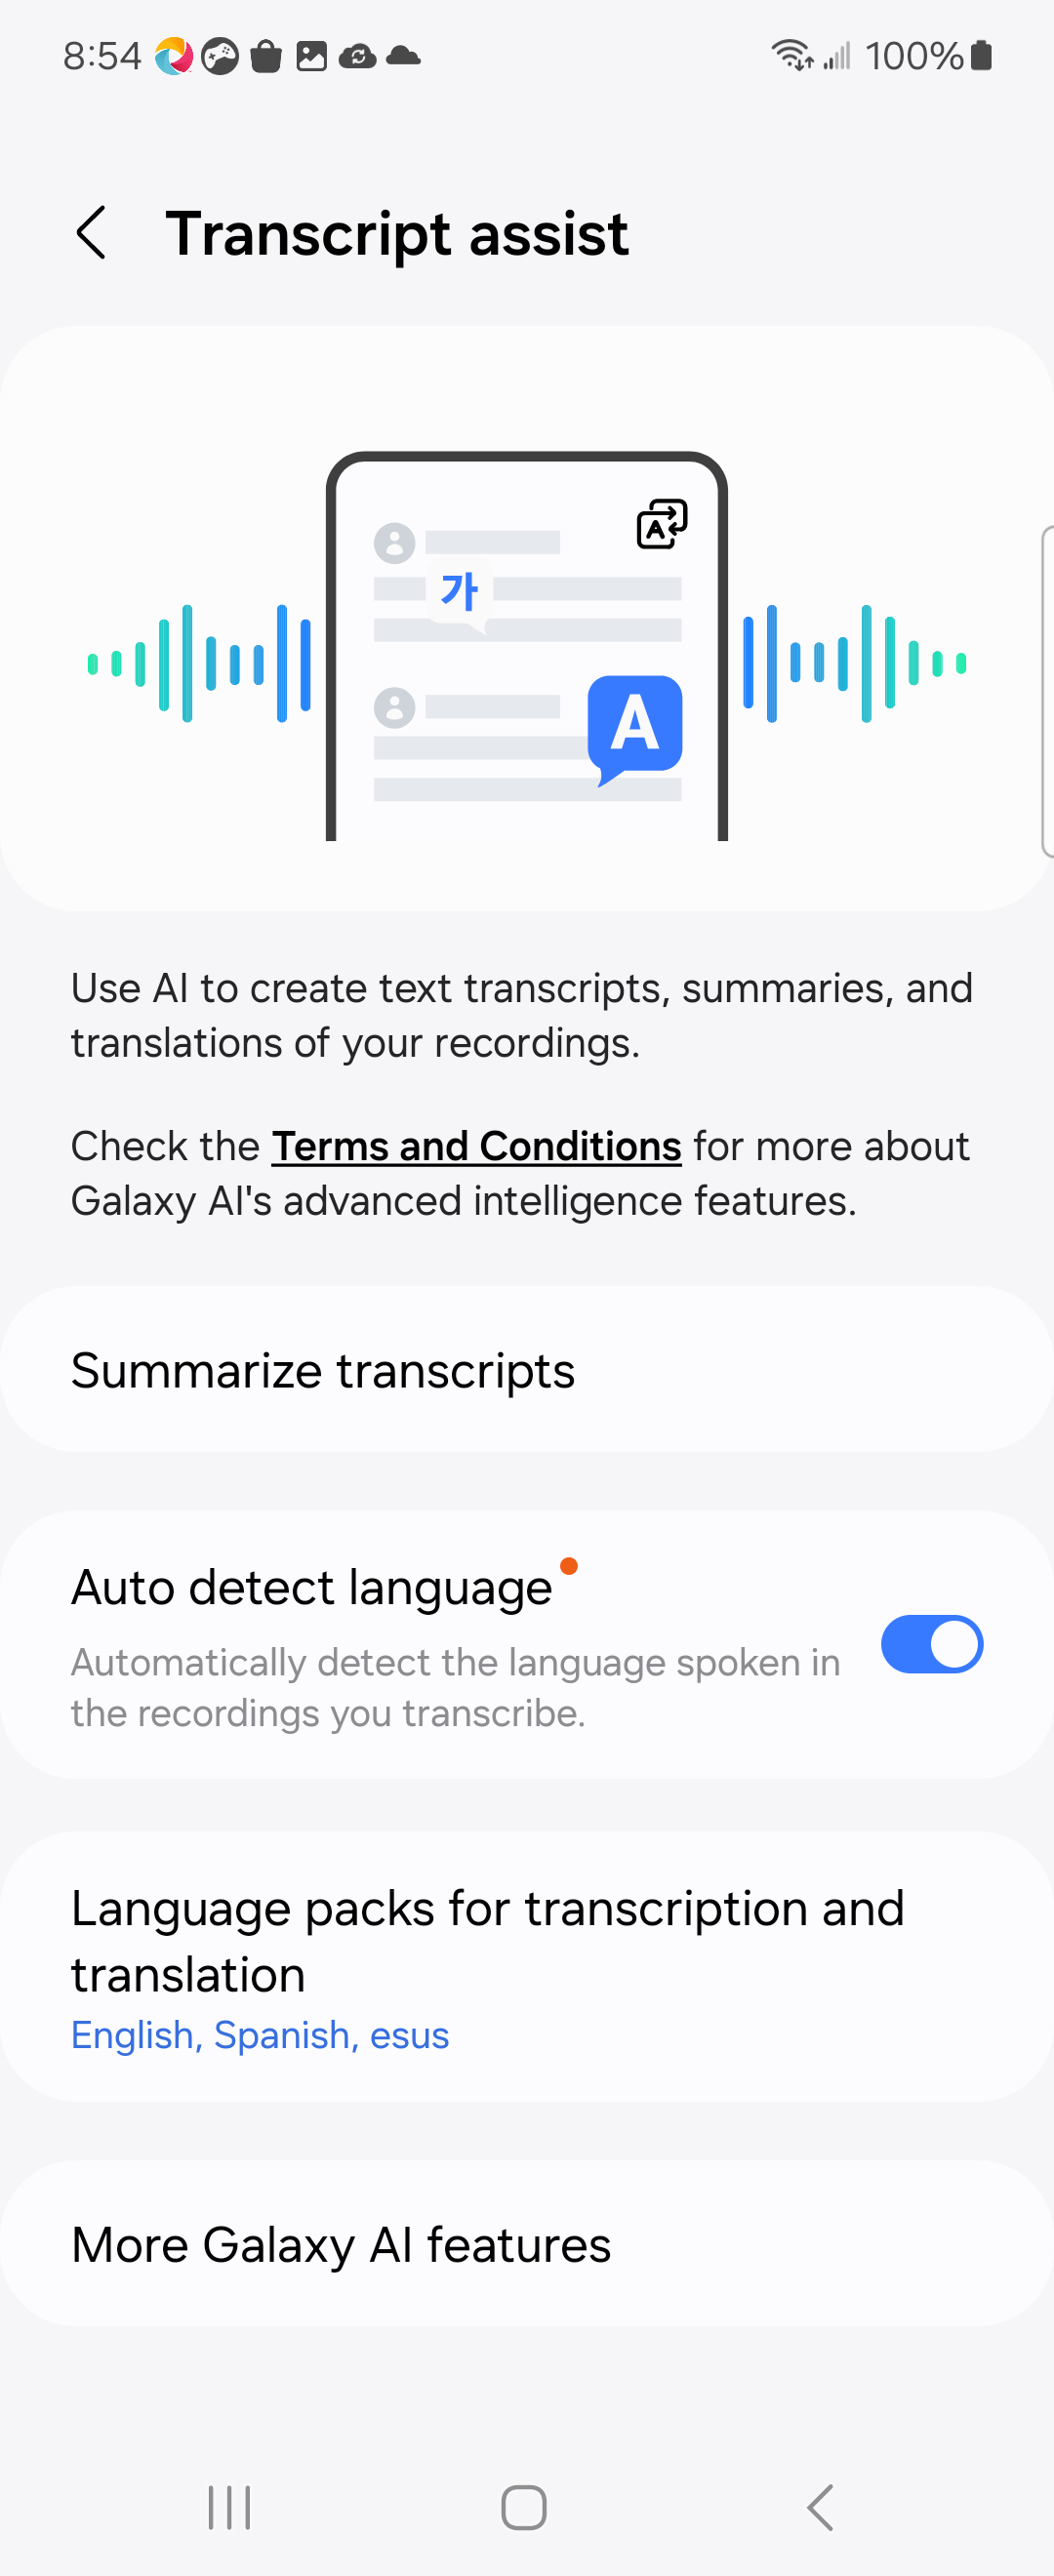 8:54
100%
Transcript assist
가
A
A
Use AI to create text transcripts, summaries, and
translations of your recordings.
Check the Terms and Conditions for more about
Galaxy AI's advanced intelligence features.
Summarize transcripts
Auto detect language
Automatically detect the language spoken in
the recordings you transcribe.
Language packs for transcription and
translation
English, Spanish, esus
More Galaxy AI features